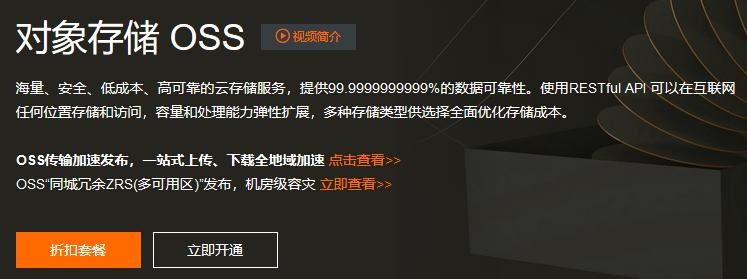 对象存储 OSS
视频简介
海量、安全、低成本、高可靠的云存储服务，提供99.9999999999%的数据可靠性。使用RESTful API 可以在互联网
任何位置存储和访问，容量和处理能力弹性扩展，多种存储类型供选择全面优化存储成本。
OSS传输加速发布，一站式上传、下载全地域加速 点击查看>>
OSS“同城冗余ZRS(多可用区)”发布，机房级容灾 立即查看>>
折扣套餐
立即开通